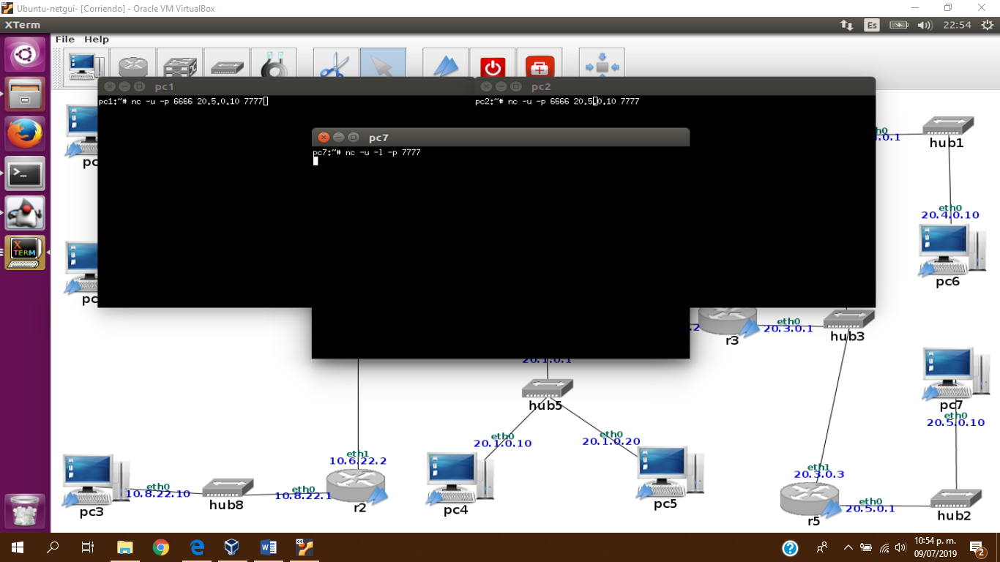 Ubuntu-netgui- [Corriendo] - Oracle VM VirtualBox
XTerm
Es
22:54
File Help
pc1
pc2
pc1:~# nc -u -p 6666 20.5.0.10 7777
pc2:~# nc -u -p 6666 20.5.0.10 7777
pc7
pc7:~# nc -u -l -p 7777
hub1
eth0
20.4.0.10
pc6
X
TERM
pc
pc
r3
eth0
20.3.0.1
hub3
20.1.0.1
hub5
pc7
eth0
20.5.0.10
eth0
20.1.0.10
eth0
20.1.0.20
eth1
10.6.22.2
eth1
20.3.0.3
pc3
eth0
10.8.22.10
hub8
eth0
10.8.22.1
r2
pc4
pc5
r5
eth0
20.5.0.1
hub2
10:54 p. m.
09/07/2019
2